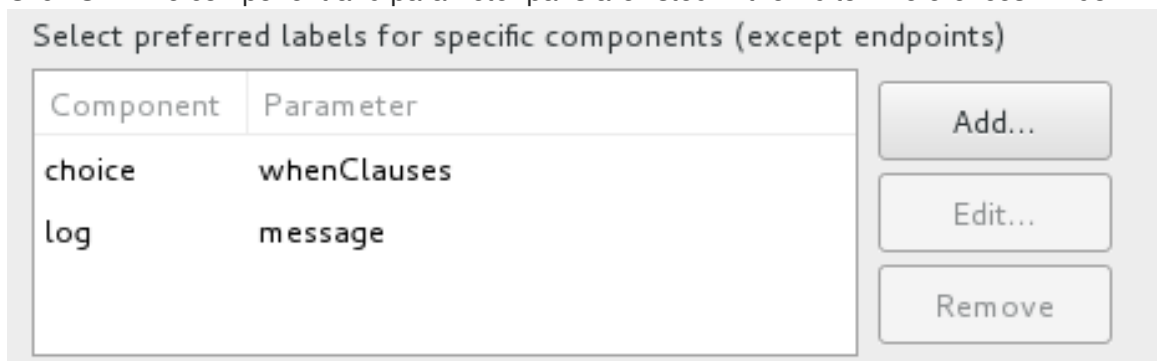 Select preferred labels for specific components (except endpoints)
Component Parameter
Add...
choice whenClauses
Edit...
log message
Remove